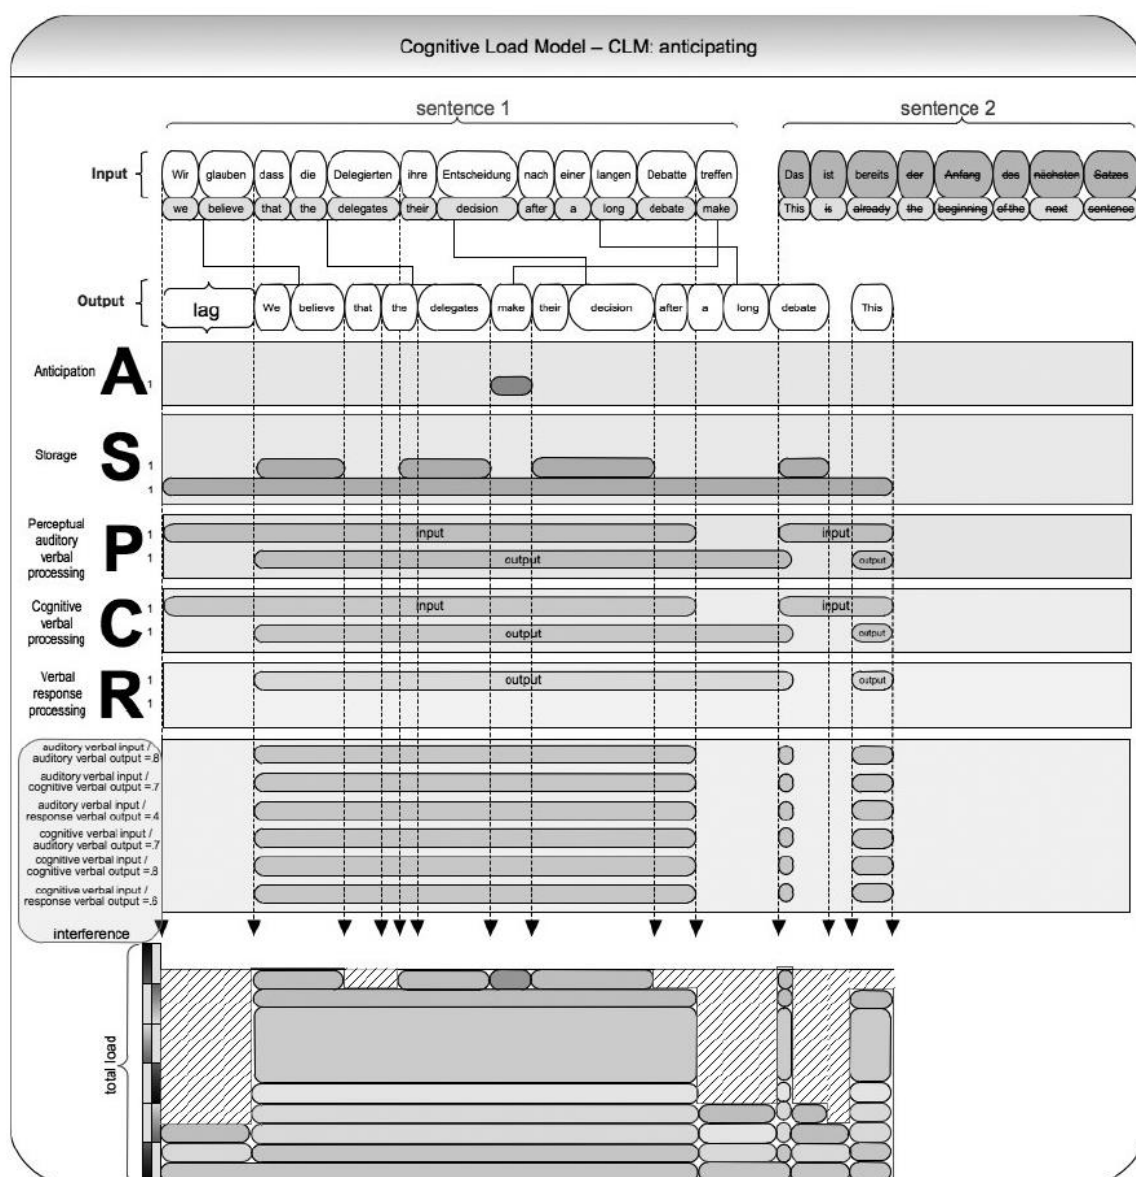 Cognitive Load Model – CLM: anticipating
sentence 1
sentence 2
Input
Wir glauben dass die Delegierten ihre Entscheidung nach einer langen Debatte treffen
Das ist bereits der Anfang des nächsten Satzes
we believe that the delegates their decision after a long debate make
This is already the beginning of the next sentence
Output
lag
We believe that the delegates make their decision after a long debate
This
Anticipation
A
1
Storage
S
1
1
Perceptual
auditory
verbal
processing
P
1
1
input
input
output
output
Cognitive
verbal
processing
C
1
1
input
input
output
output
Verbal
response
processing
R
1
1
output
output
auditory verbal input /
auditory verbal output =.8
auditory verbal input /
cognitive verbal output =.7
auditory verbal input /
response verbal output =.4
cognitive verbal input /
auditory verbal output =.7
cognitive verbal input /
cognitive verbal output =.8
cognitive verbal input /
response verbal output =.6
interference
total load